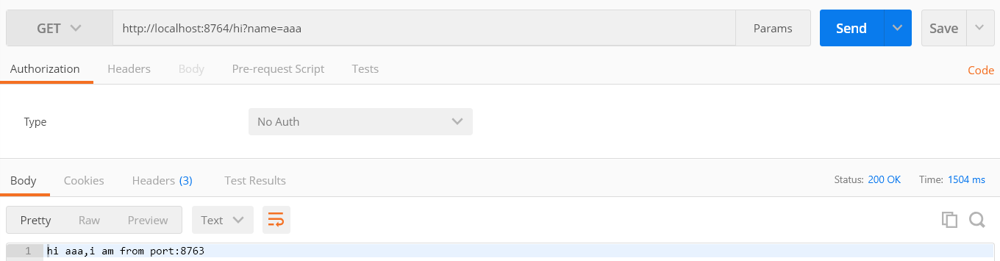 GET http://localhost:8764/hi?name=aaa Params Send Save
Authorization Headers Body Pre-request Script Tests Code
Type No Auth
Body Cookies Headers (3) Test Results Status: 200 OK Time: 1504 ms
Pretty Raw Preview Text
1 hi aaa,i am from port:8763